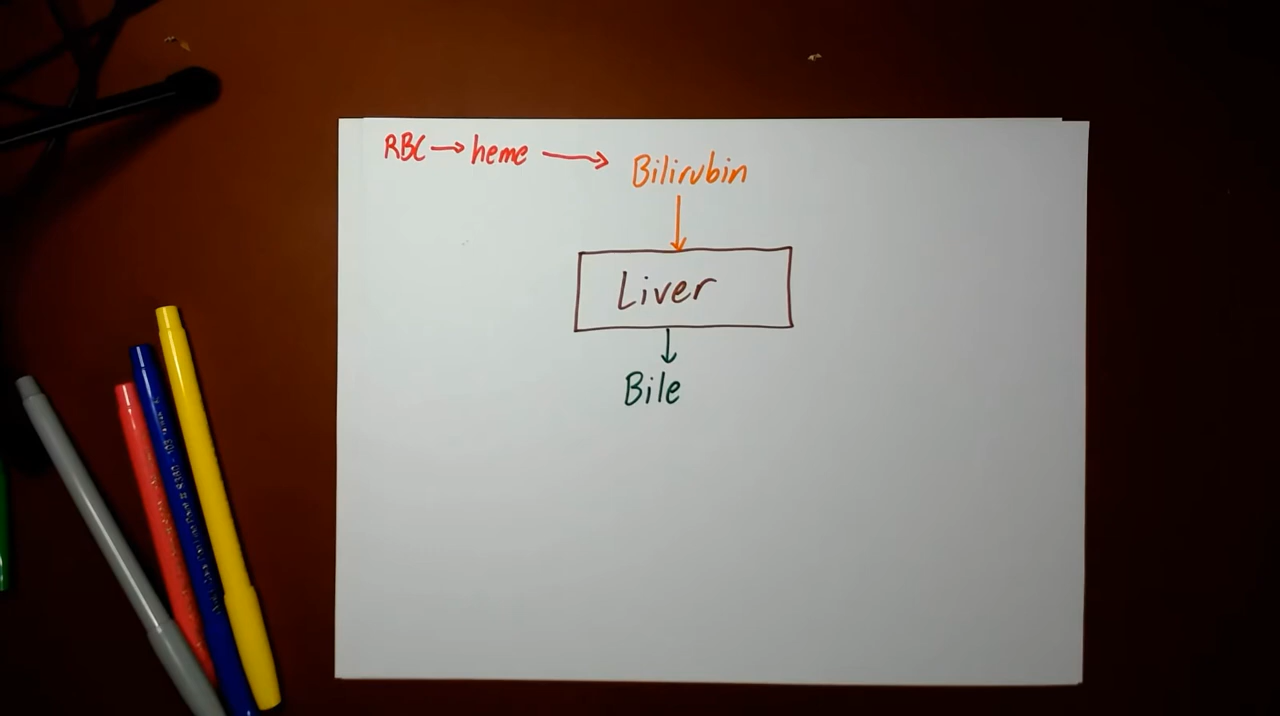 RBC → heme → Bilirubin
Liver
Bile